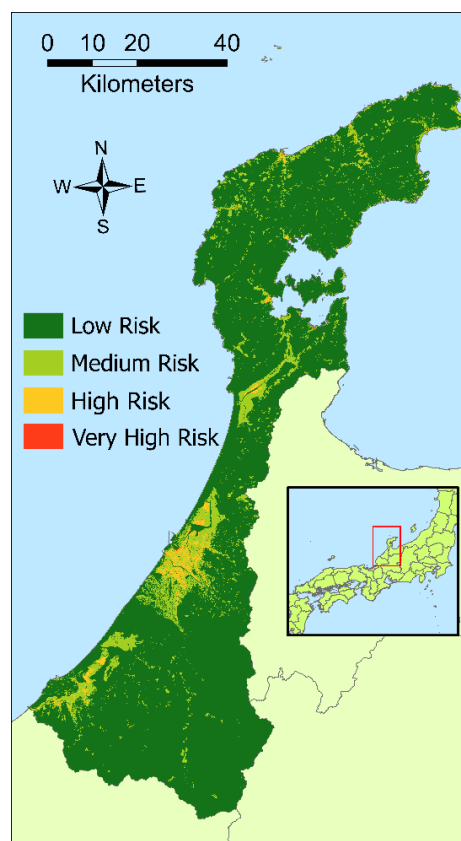 0 10 20 40
Kilometers
N
W E
S
Low Risk
Medium Risk
High Risk
Very High Risk